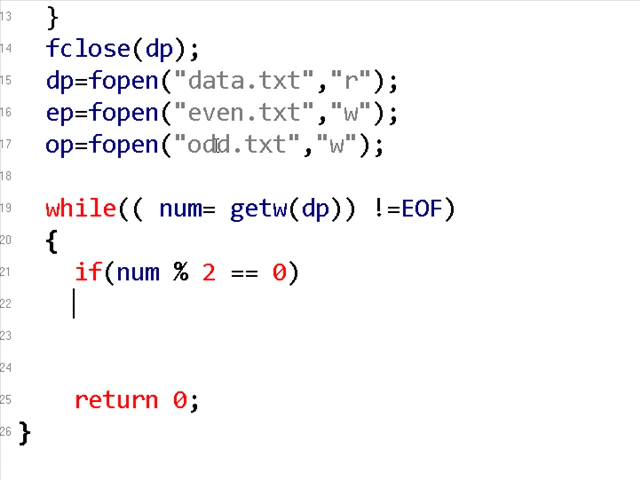 13 }
14 fclose(dp);
15 dp=fopen("data.txt","r");
16 ep=fopen("even.txt","w");
17 op=fopen("odd.txt","w");
18
19 while(( num= getw(dp)) !=EOF)
20 {
21 if(num % 2 == 0)
22
23
24
25 return 0;
26 }